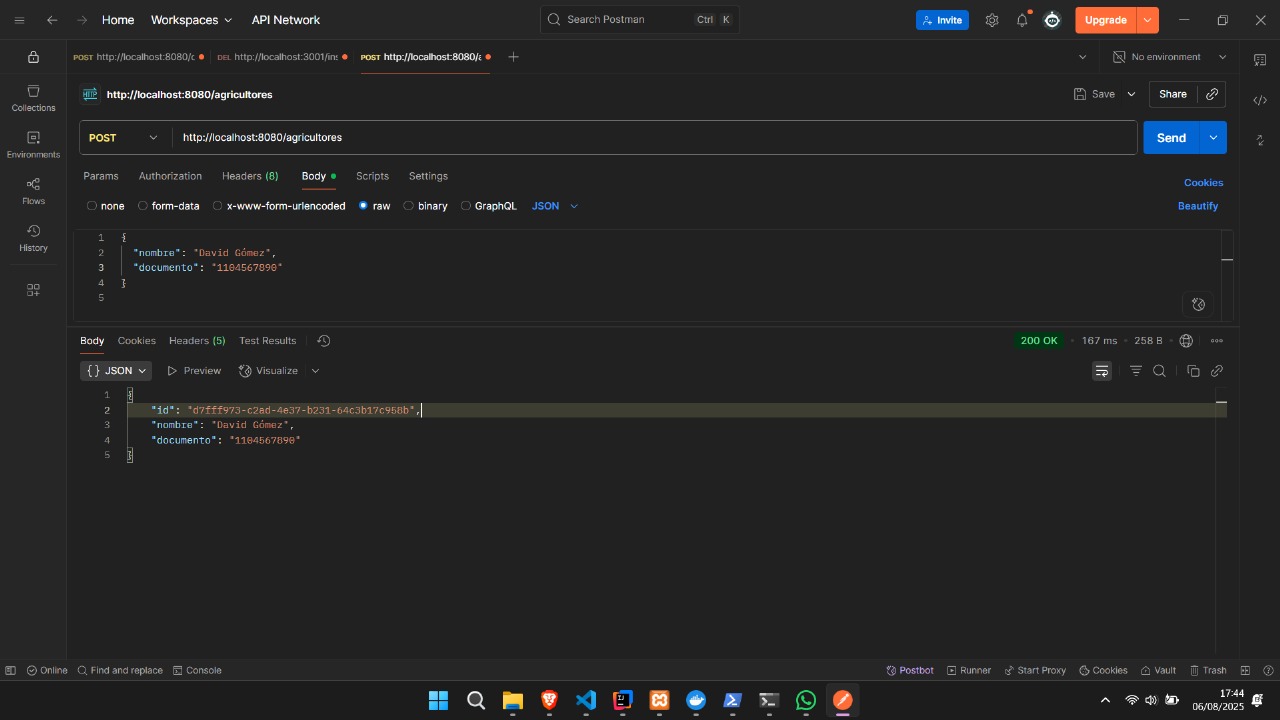 Home Workspaces API Network Search Postman Ctrl K Invite Upgrade
POST http://localhost:8080/c DEL http://localhost:3001/ins POST http://localhost:8080/a No environment
HTTP http://localhost:8080/agricultores Save Share
Collections
POST http://localhost:8080/agricultores Send
Environments
Params Authorization Headers (8) Body Scripts Settings Cookies
Flows
none form-data x-www-form-urlencoded raw binary GraphQL JSON Beautify
History
1 {
2 "nombre": "David Gómez",
3 "documento": "1104567890"
4 }
5
Body Cookies Headers (5) Test Results 200 OK 167 ms 258 B
{} JSON Preview Visualize
1 {
2 "id": "d7fff973-c2ad-4e37-b231-64c3b17c958b",
3 "nombre": "David Gómez",
4 "documento": "1104567890"
5 }
Online Find and replace Console Postbot Runner Start Proxy Cookies Vault Trash
17:44
06/08/2025